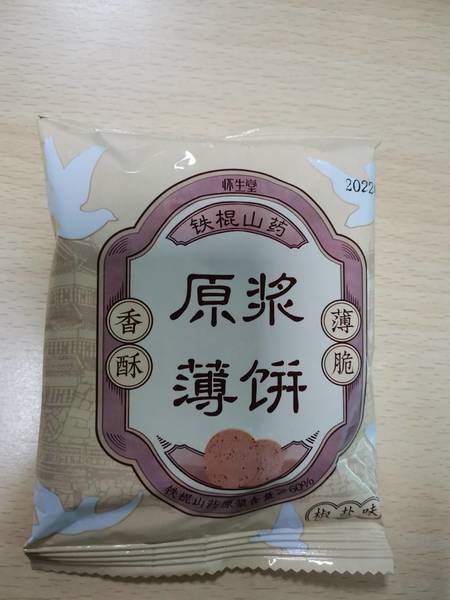 怀生堂
2022
铁棍山药
原浆
薄饼
香酥
薄脆
铁棍山药原浆含量≥60%
椒盐味